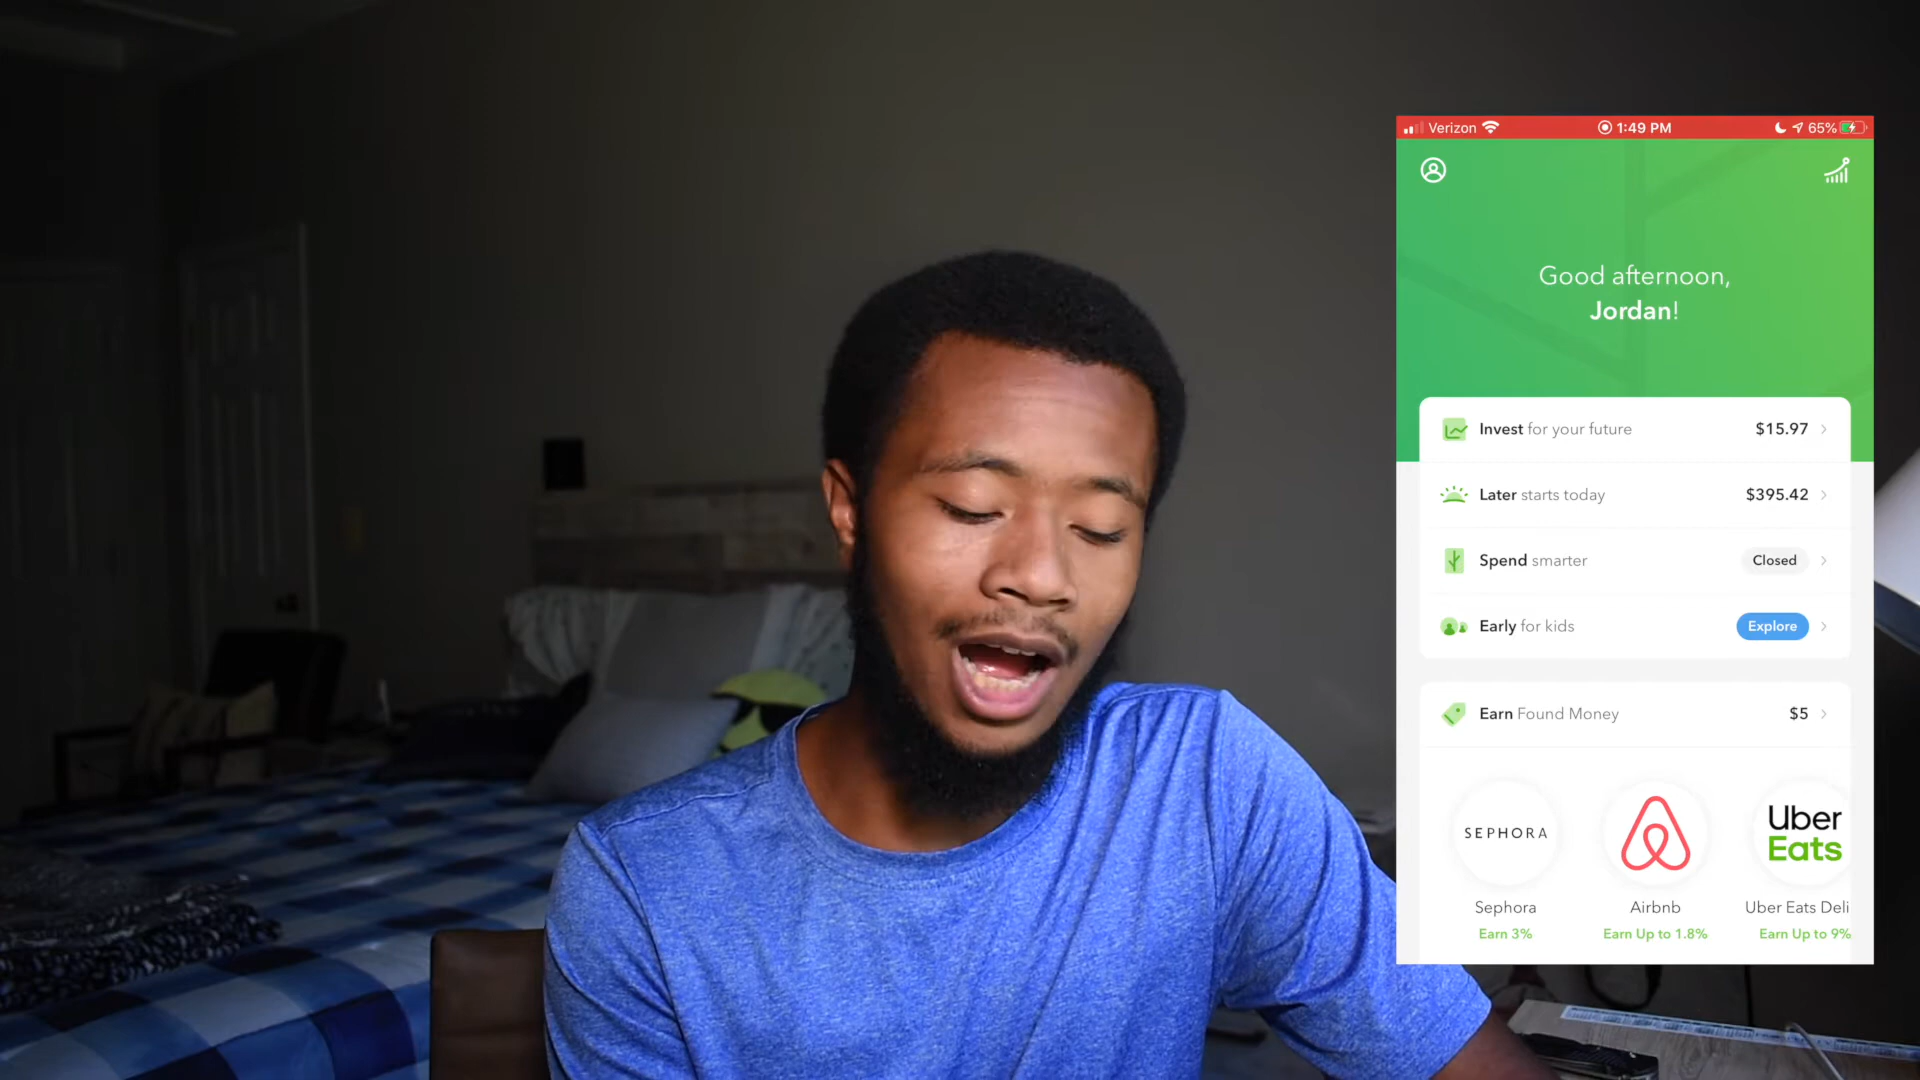 Verizon 1:49 PM 65%
Good afternoon,
Jordan!
Invest for your future $15.97
Later starts today $395.42
Spend smarter Closed
Early for kids Explore
Earn Found Money $5
SEPHORA
Uber
Eats
Sephora Airbnb Uber Eats Deli
Earn 3% Earn Up to 1.8% Earn Up to 9%